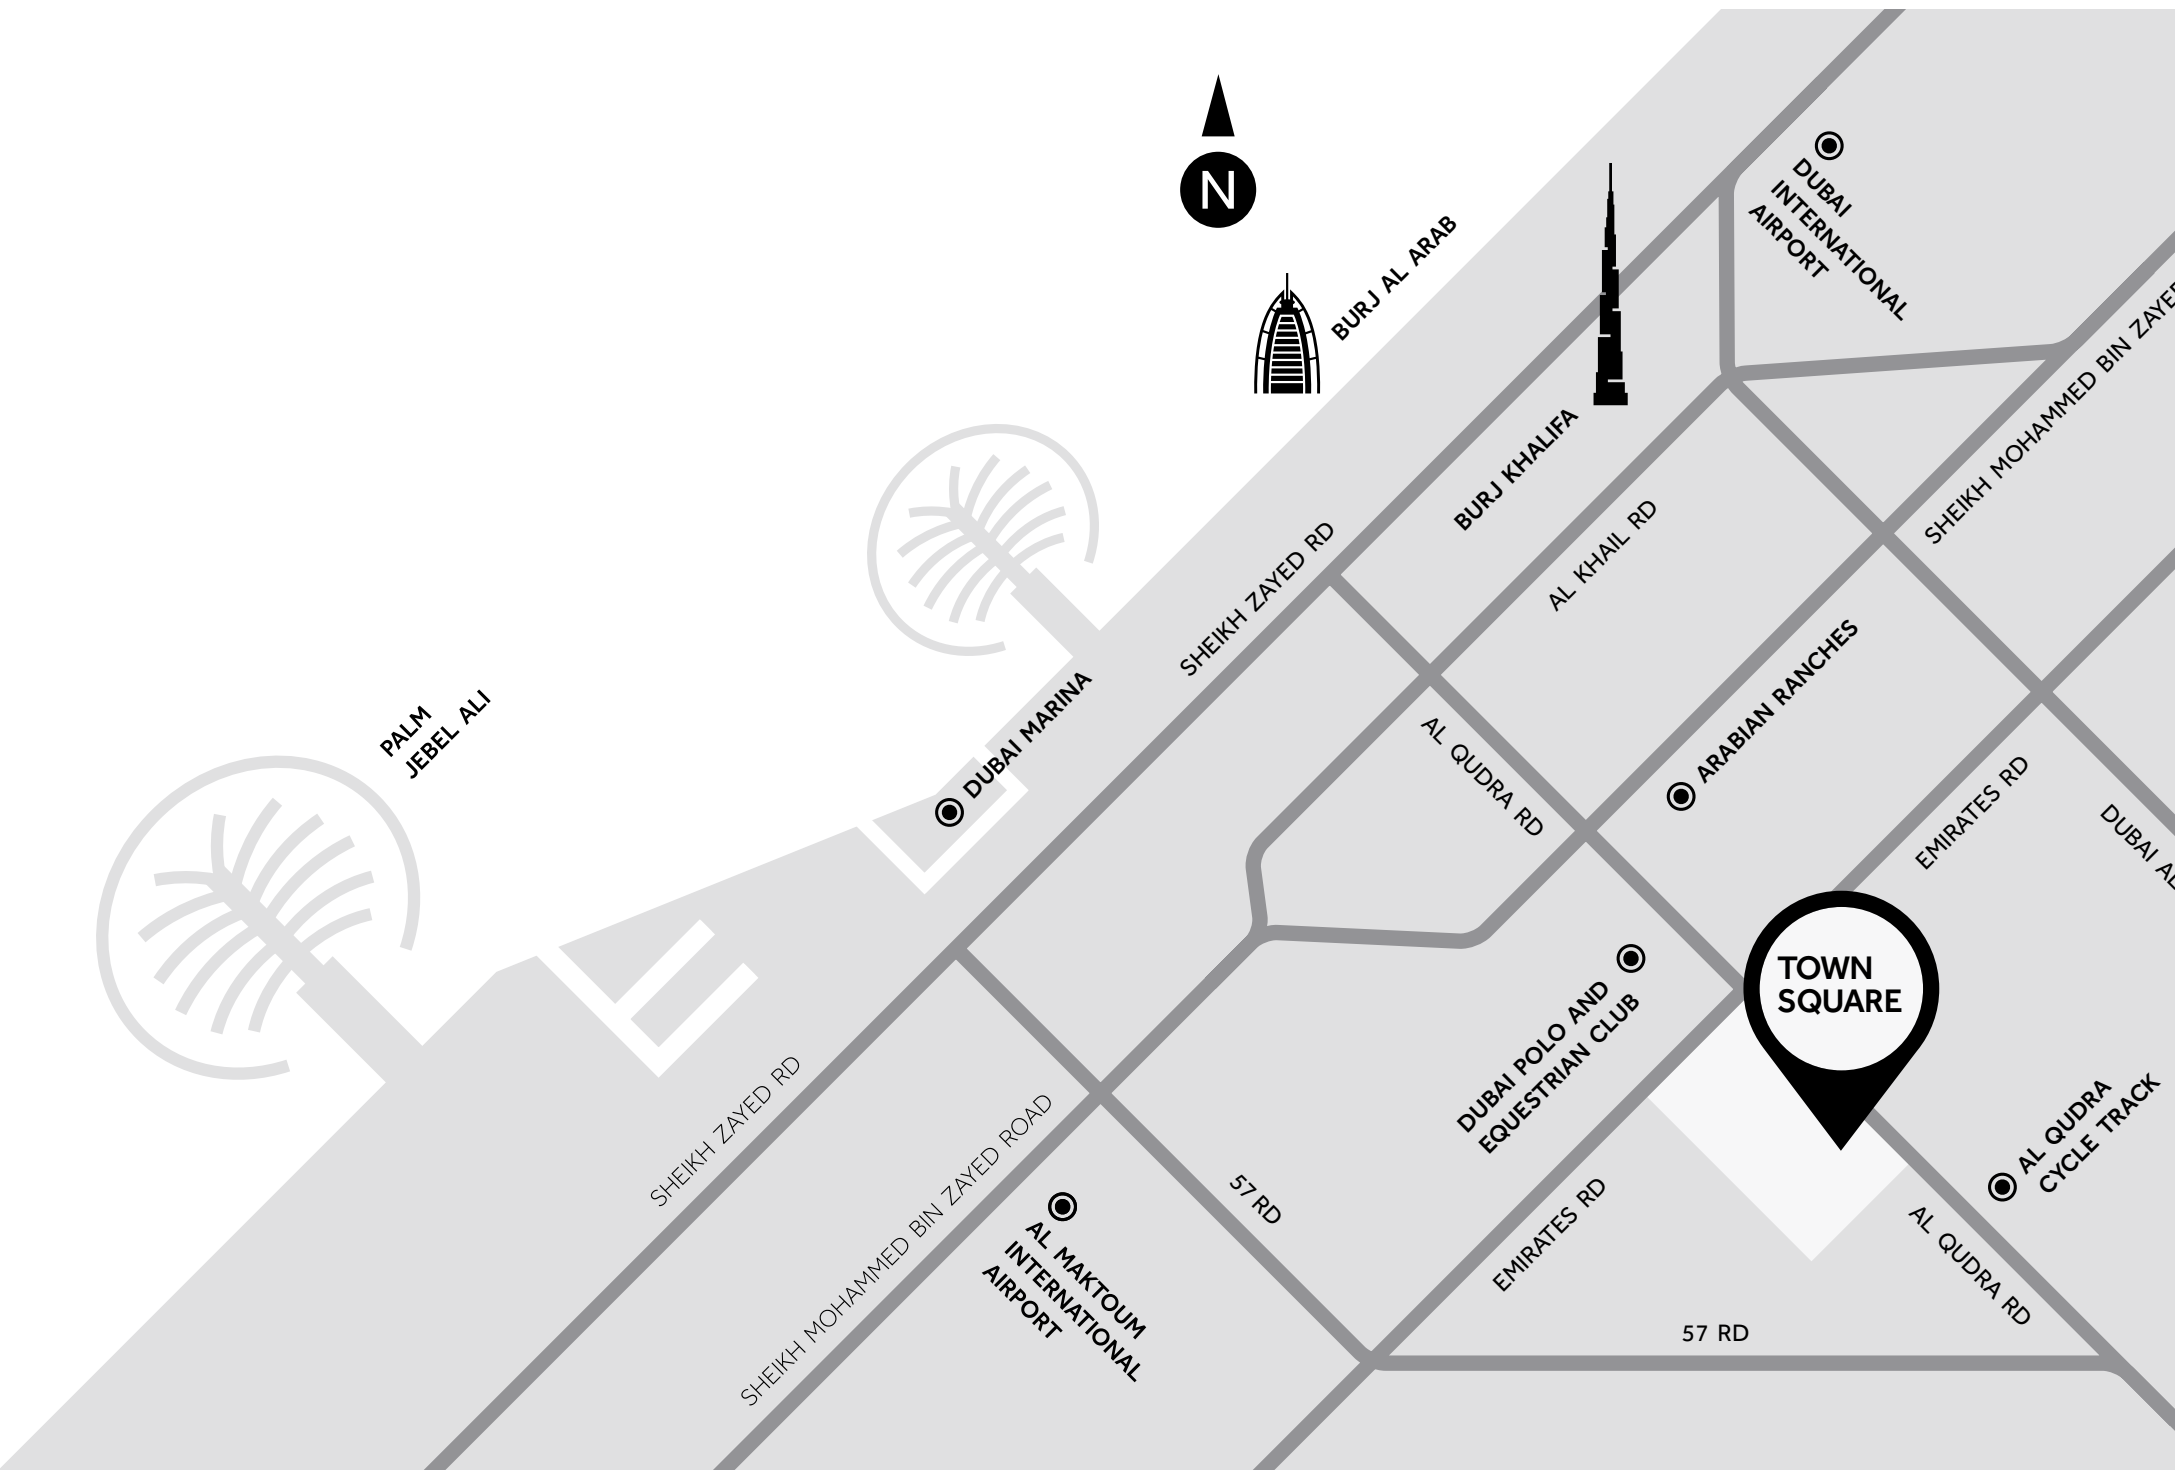 N
DUBAI
INTERNATIONAL
AIRPORT
BURJ AL ARAB
SHEIKH MOHAMMED BIN
BURJ KHALIFA
AL KHAIL RD
SHEIKH ZAYED RD
ARABIAN RANCHES
PALM
JEBEL ALI
DUBAI MARINA
AL QUDRA RD
EMIRATES RD
DUBAI
TOWN
SQUARE
DUBAI POLO AND
EQUESTRIAN CLUB
SHEIKH ZAYED RD
SHEIKH MOHAMMED BIN ZAYED ROAD
AL QUDRA
CYCLE TRACK
57 RD
AL MAKTOUM
INTERNATIONAL
AIRPORT
EMIRATES RD
AL QUDRA RD
57 RD